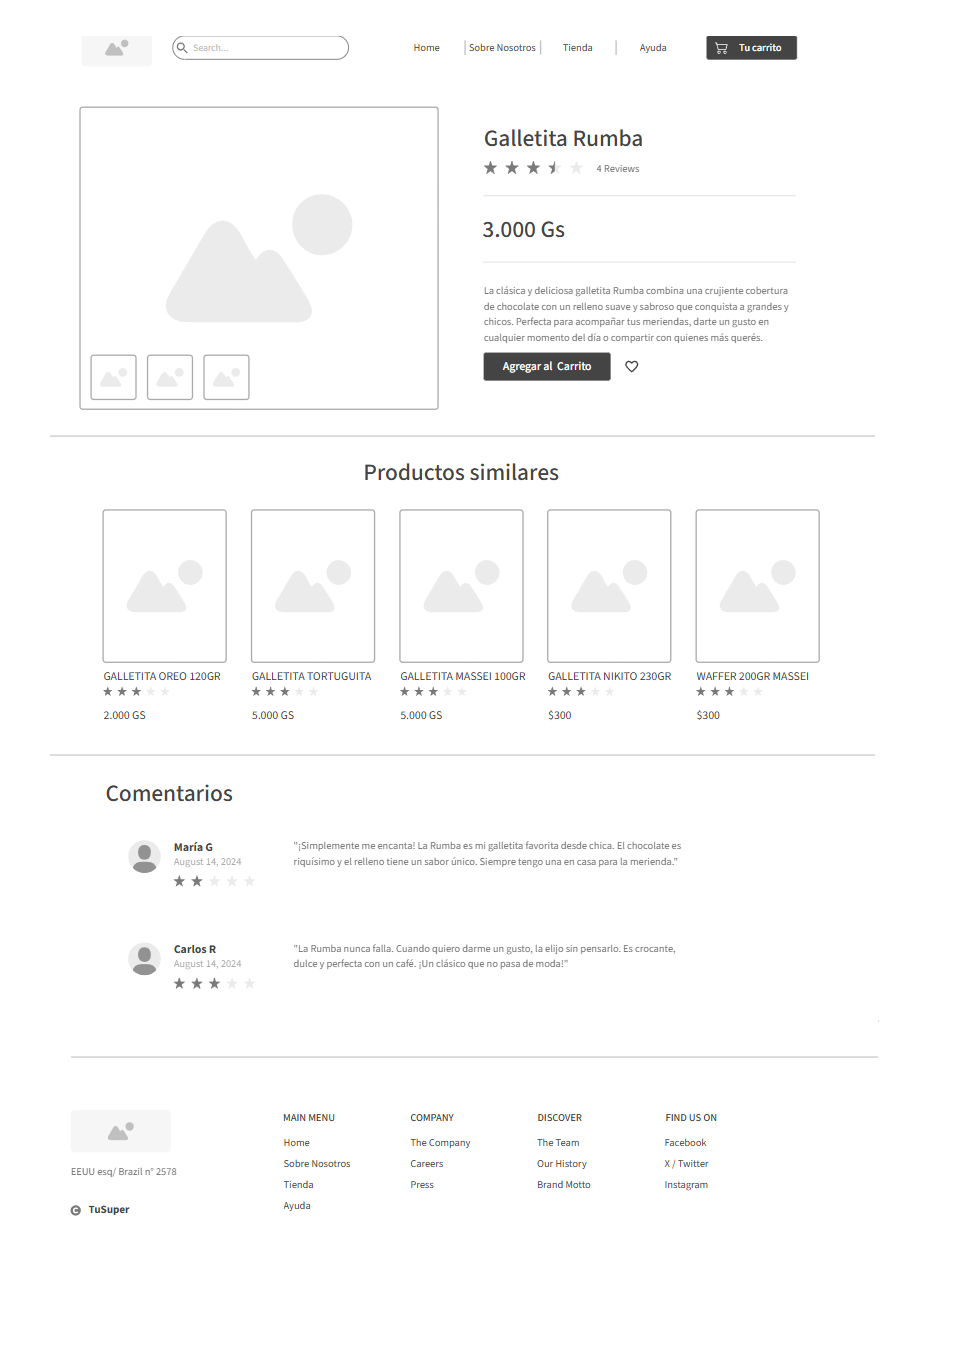 Search...
Home
Sobre Nosotros
Tienda
Ayuda
Tu carrito
Galletita Rumba
4 Reviews
3.000 Gs
La clásica y deliciosa galletita Rumba combina una crujiente cobertura
de chocolate con un relleno suave y sabroso que conquista a grandes y
chicos. Perfecta para acompañar tus meriendas, darte un gusto en
cualquier momento del día o compartir con quienes más querés.
Agregar al Carrito
Productos similares
GALLETITA OREO 120GR
2.000 GS
GALLETITA TORTUGUITA
5.000 GS
GALLETITA MASSEI 100GR
5.000 GS
GALLETITA NIKITO 230GR
$300
WAFFER 200GR MASSEI
$300
Comentarios
María G
August 14, 2024
"¡Simplemente me encanta! La Rumba es mi galletita favorita desde chica. El chocolate es
riquísimo y el relleno tiene un sabor único. Siempre tengo una en casa para la merienda."
Carlos R
August 14, 2024
"La Rumba nunca falla. Cuando quiero darme un gusto, la elijo sin pensarlo. Es crocante,
dulce y perfecta con un café. ¡Un clásico que no pasa de moda!"
EEUU esq/ Brazil n° 2578
© TuSuper
MAIN MENU
Home
Sobre Nosotros
Tienda
Ayuda
COMPANY
The Company
Careers
Press
DISCOVER
The Team
Our History
Brand Motto
FIND US ON
Facebook
X / Twitter
Instagram